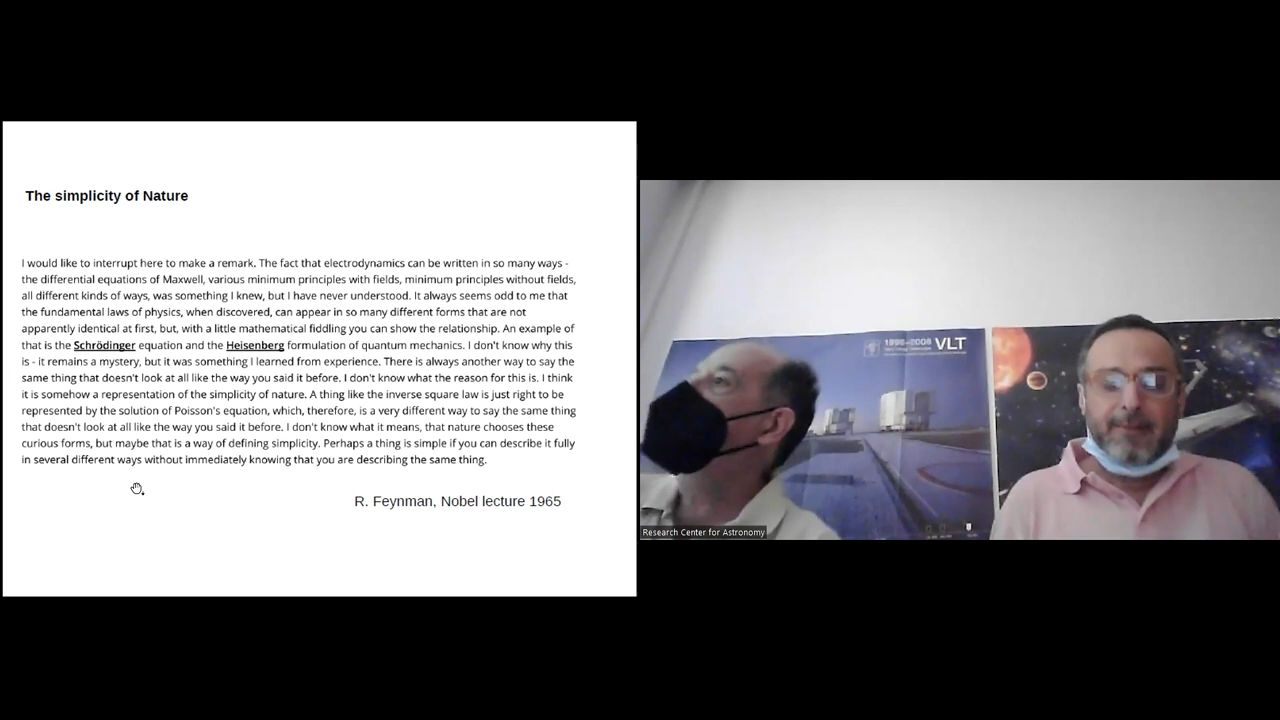 The simplicity of Nature
I would like to interrupt here to make a remark. The fact that electrodynamics can be written in so many ways -
the differential equations of Maxwell, various minimum principles with fields, minimum principles without fields,
all different kinds of ways, was something I knew, but I have never understood. It always seems odd to me that
the fundamental laws of physics, when discovered, can appear in so many different forms that are not
apparently identical at first, but, with a little mathematical fiddling you can show the relationship. An example of
that is the Schrödinger equation and the Heisenberg formulation of quantum mechanics. I don't know why this
is - it remains a mystery, but it was something I learned from experience. There is always another way to say the
same thing that doesn't look at all like the way you said it before. I don't know what the reason for this is. I think
it is somehow a representation of the simplicity of nature. A thing like the inverse square law is just right to be
represented by the solution of Poisson's equation, which, therefore, is a very different way to say the same thing
that doesn't look at all like the way you said it before. I don't know what it means, that nature chooses these
curious forms, but maybe that is a way of defining simplicity. Perhaps a thing is simple if you can describe it fully
in several different ways without immediately knowing that you are describing the same thing.
R. Feynman, Nobel lecture 1965
1998–2008 VLT
Research Center for Astronomy